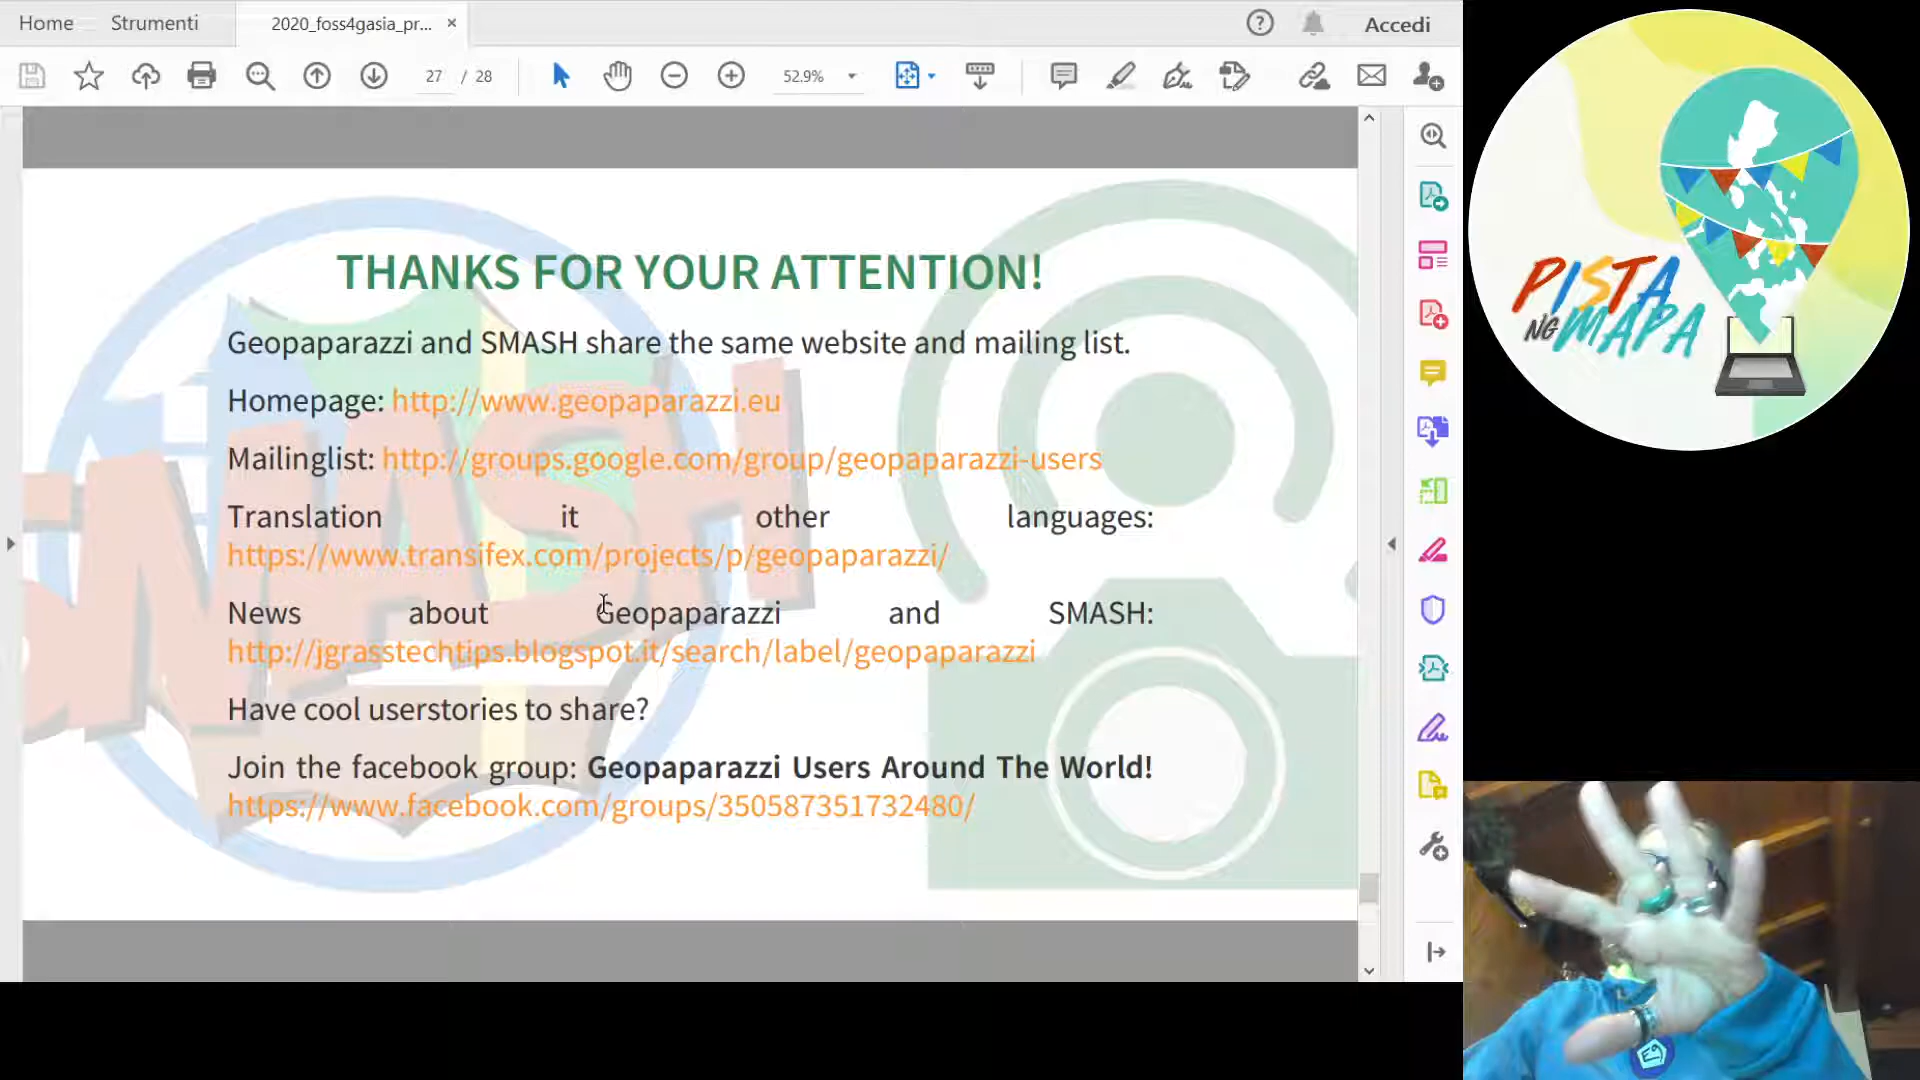 Home Strumenti 2020_foss4gasia_pr... × Accedi
27 / 28 52.9%
THANKS FOR YOUR ATTENTION!
Geopaparazzi and SMASH share the same website and mailing list.
Homepage: http://www.geopaparazzi.eu
Mailinglist: http://groups.google.com/group/geopaparazzi-users
Translation it other languages:
https://www.transifex.com/projects/p/geopaparazzi/
News about Geopaparazzi and SMASH:
http://jgrasstechtips.blogspot.it/search/label/geopaparazzi
Have cool userstories to share?
Join the facebook group: Geopaparazzi Users Around The World!
https://www.facebook.com/groups/350587351732480/
SMASH
PISTA
NG MAPA